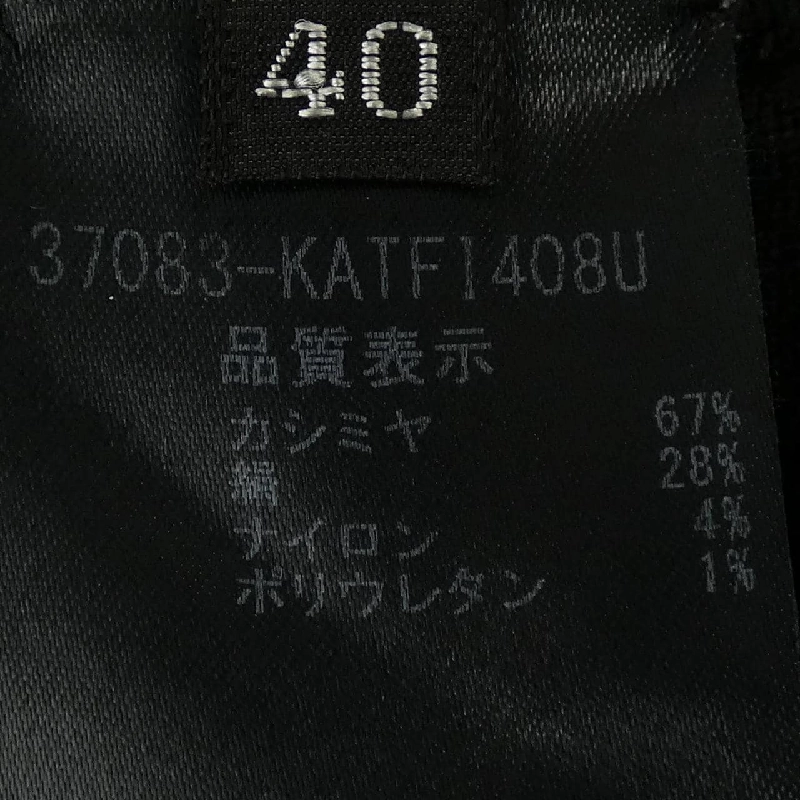 40
37083-KATFI408U
品質表示
カシミヤ 67%
絹 28%
ナイロン 4%
ポリウレタン 1%